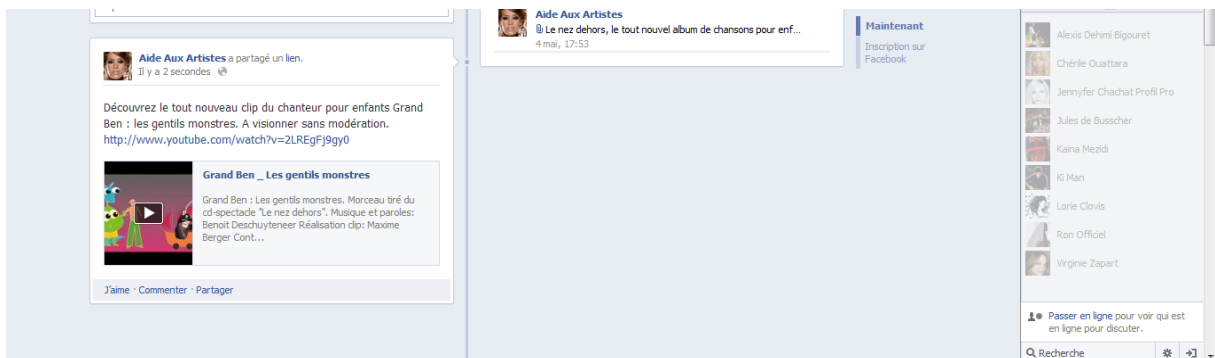 Aide Aux Artistes a partagé un lien.
Il y a 2 secondes
Découvrez le tout nouveau clip du chanteur pour enfants Grand
Ben : les gentils monstres. A visionner sans modération.
http://www.youtube.com/watch?v=2LREgFj9gy0
Grand Ben _ Les gentils monstres
Grand Ben : Les gentils monstres. Morceau tiré du
cd-spectacle "Le nez dehors". Musique et paroles:
Benoit Deschuyteneer Réalisation clip: Maxime
Berger Cont...
J'aime · Commenter · Partager
Aide Aux Artistes
Le nez dehors, le tout nouvel album de chansons pour enf...
4 mai, 17:53
Maintenant
Inscription sur
Facebook
Alexis Dehimi Bigouret
Chérile Ouattara
Jennyfer Chachat Profil Pro
Jules de Busscher
Kaina Mezidi
Ki Man
Lorie Clovis
Ron Officiel
Virginie Zapart
Passer en ligne pour voir qui est
en ligne pour discuter.
Recherche